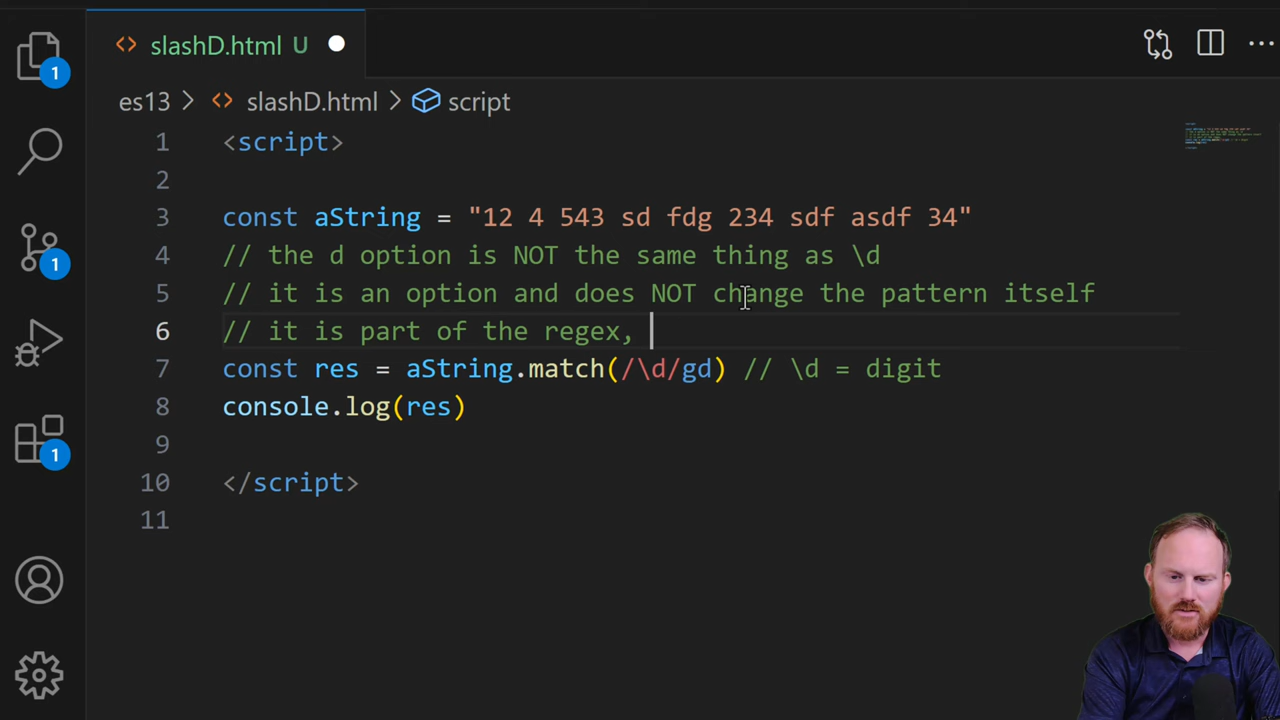 slashD.html U
es13 > slashD.html > script
1 <script>
2
3 const aString = "12 4 543 sd fdg 234 sdf asdf 34"
4 // the d option is NOT the same thing as \d
5 // it is an option and does NOT change the pattern itself
6 // it is part of the regex,
7 const res = aString.match(/\d/gd) // \d = digit
8 console.log(res)
9
10 </script>
11
1
1
1